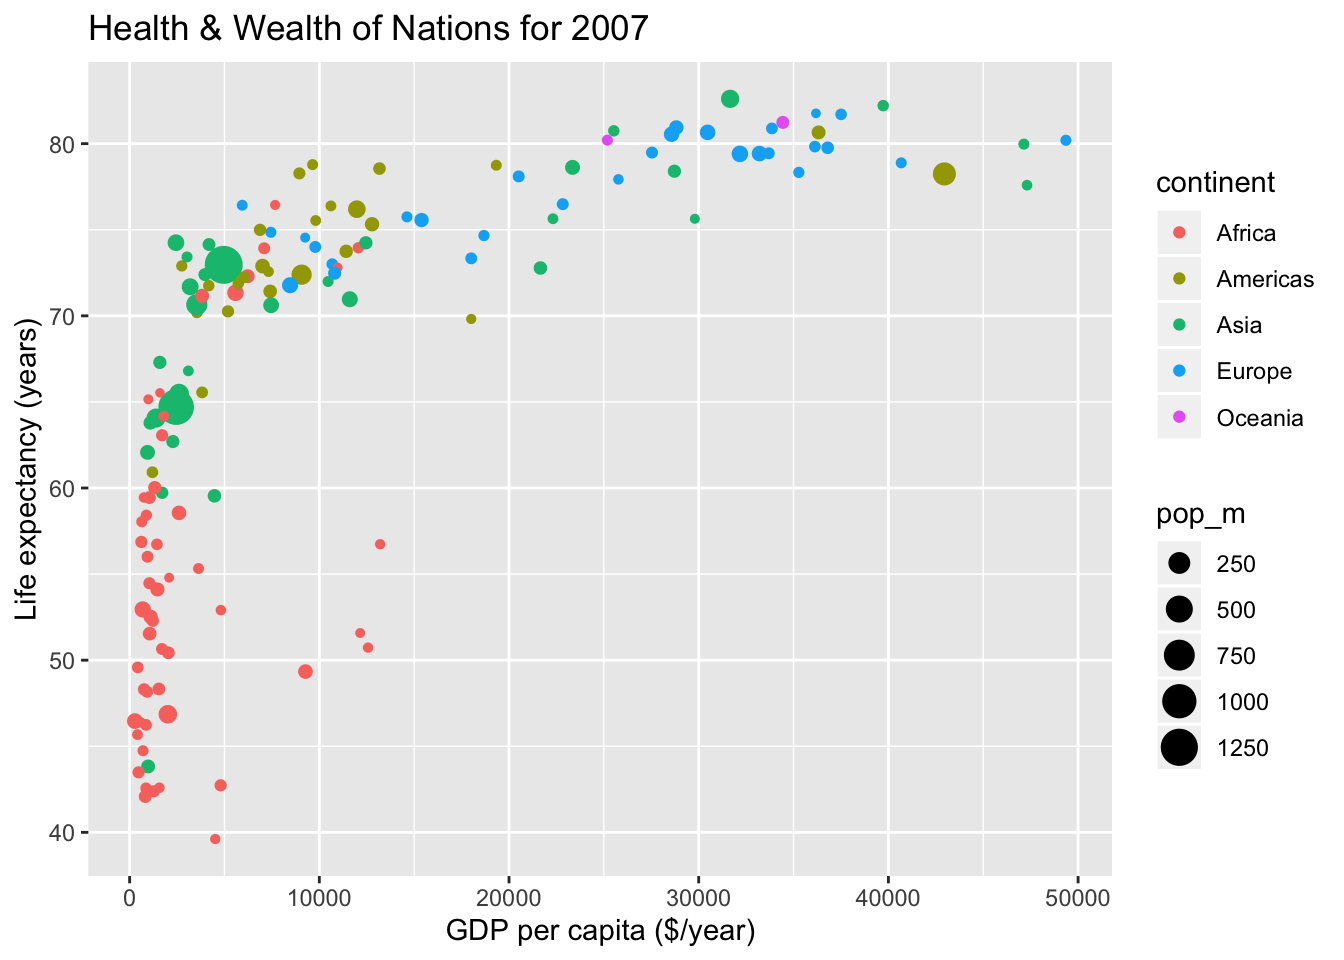 Health & Wealth of Nations for 2007
Life expectancy (years)
80
70
60
50
40
0
10000
20000
30000
40000
50000
GDP per capita ($/year)
continent
Africa
Americas
Asia
Europe
Oceania
pop_m
250
500
750
1000
1250